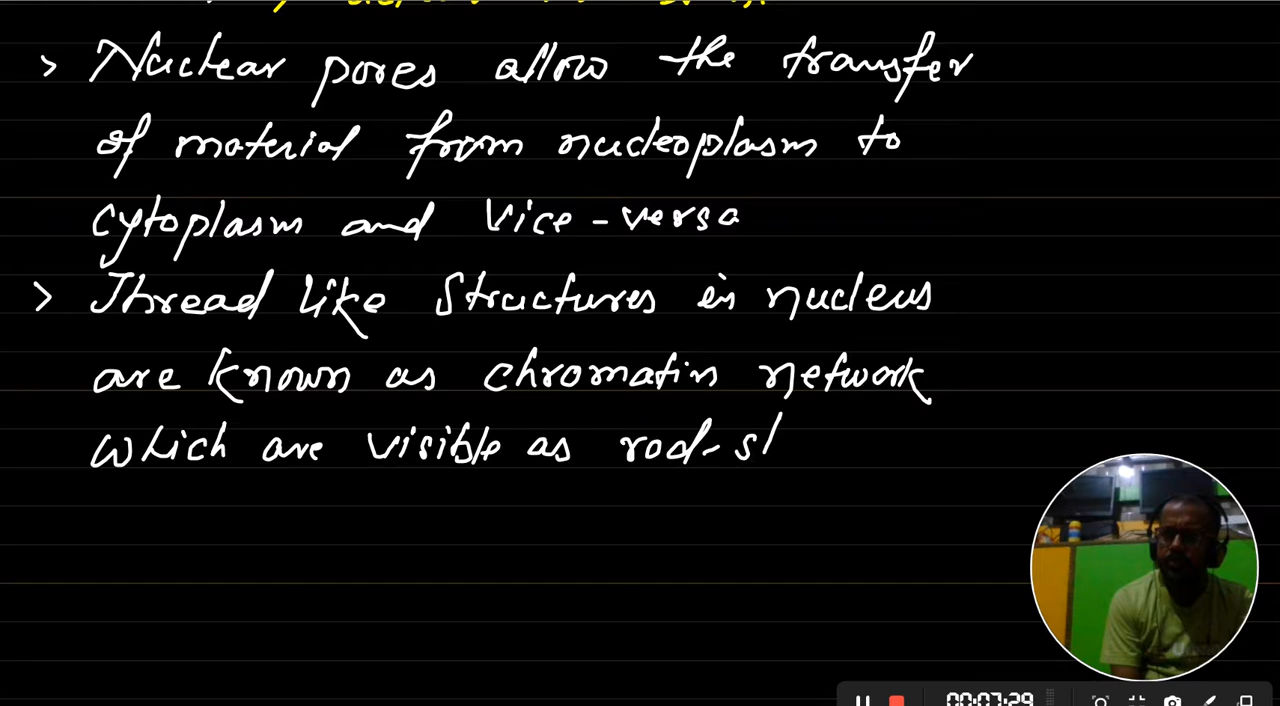 > Nuclear pores allow the transfer
of material from nucleoplasm to
cytoplasm and vice-versa
> Thread like structures in nucleus
are known as chromatin network
which are visible as rod-sh
00:07:29